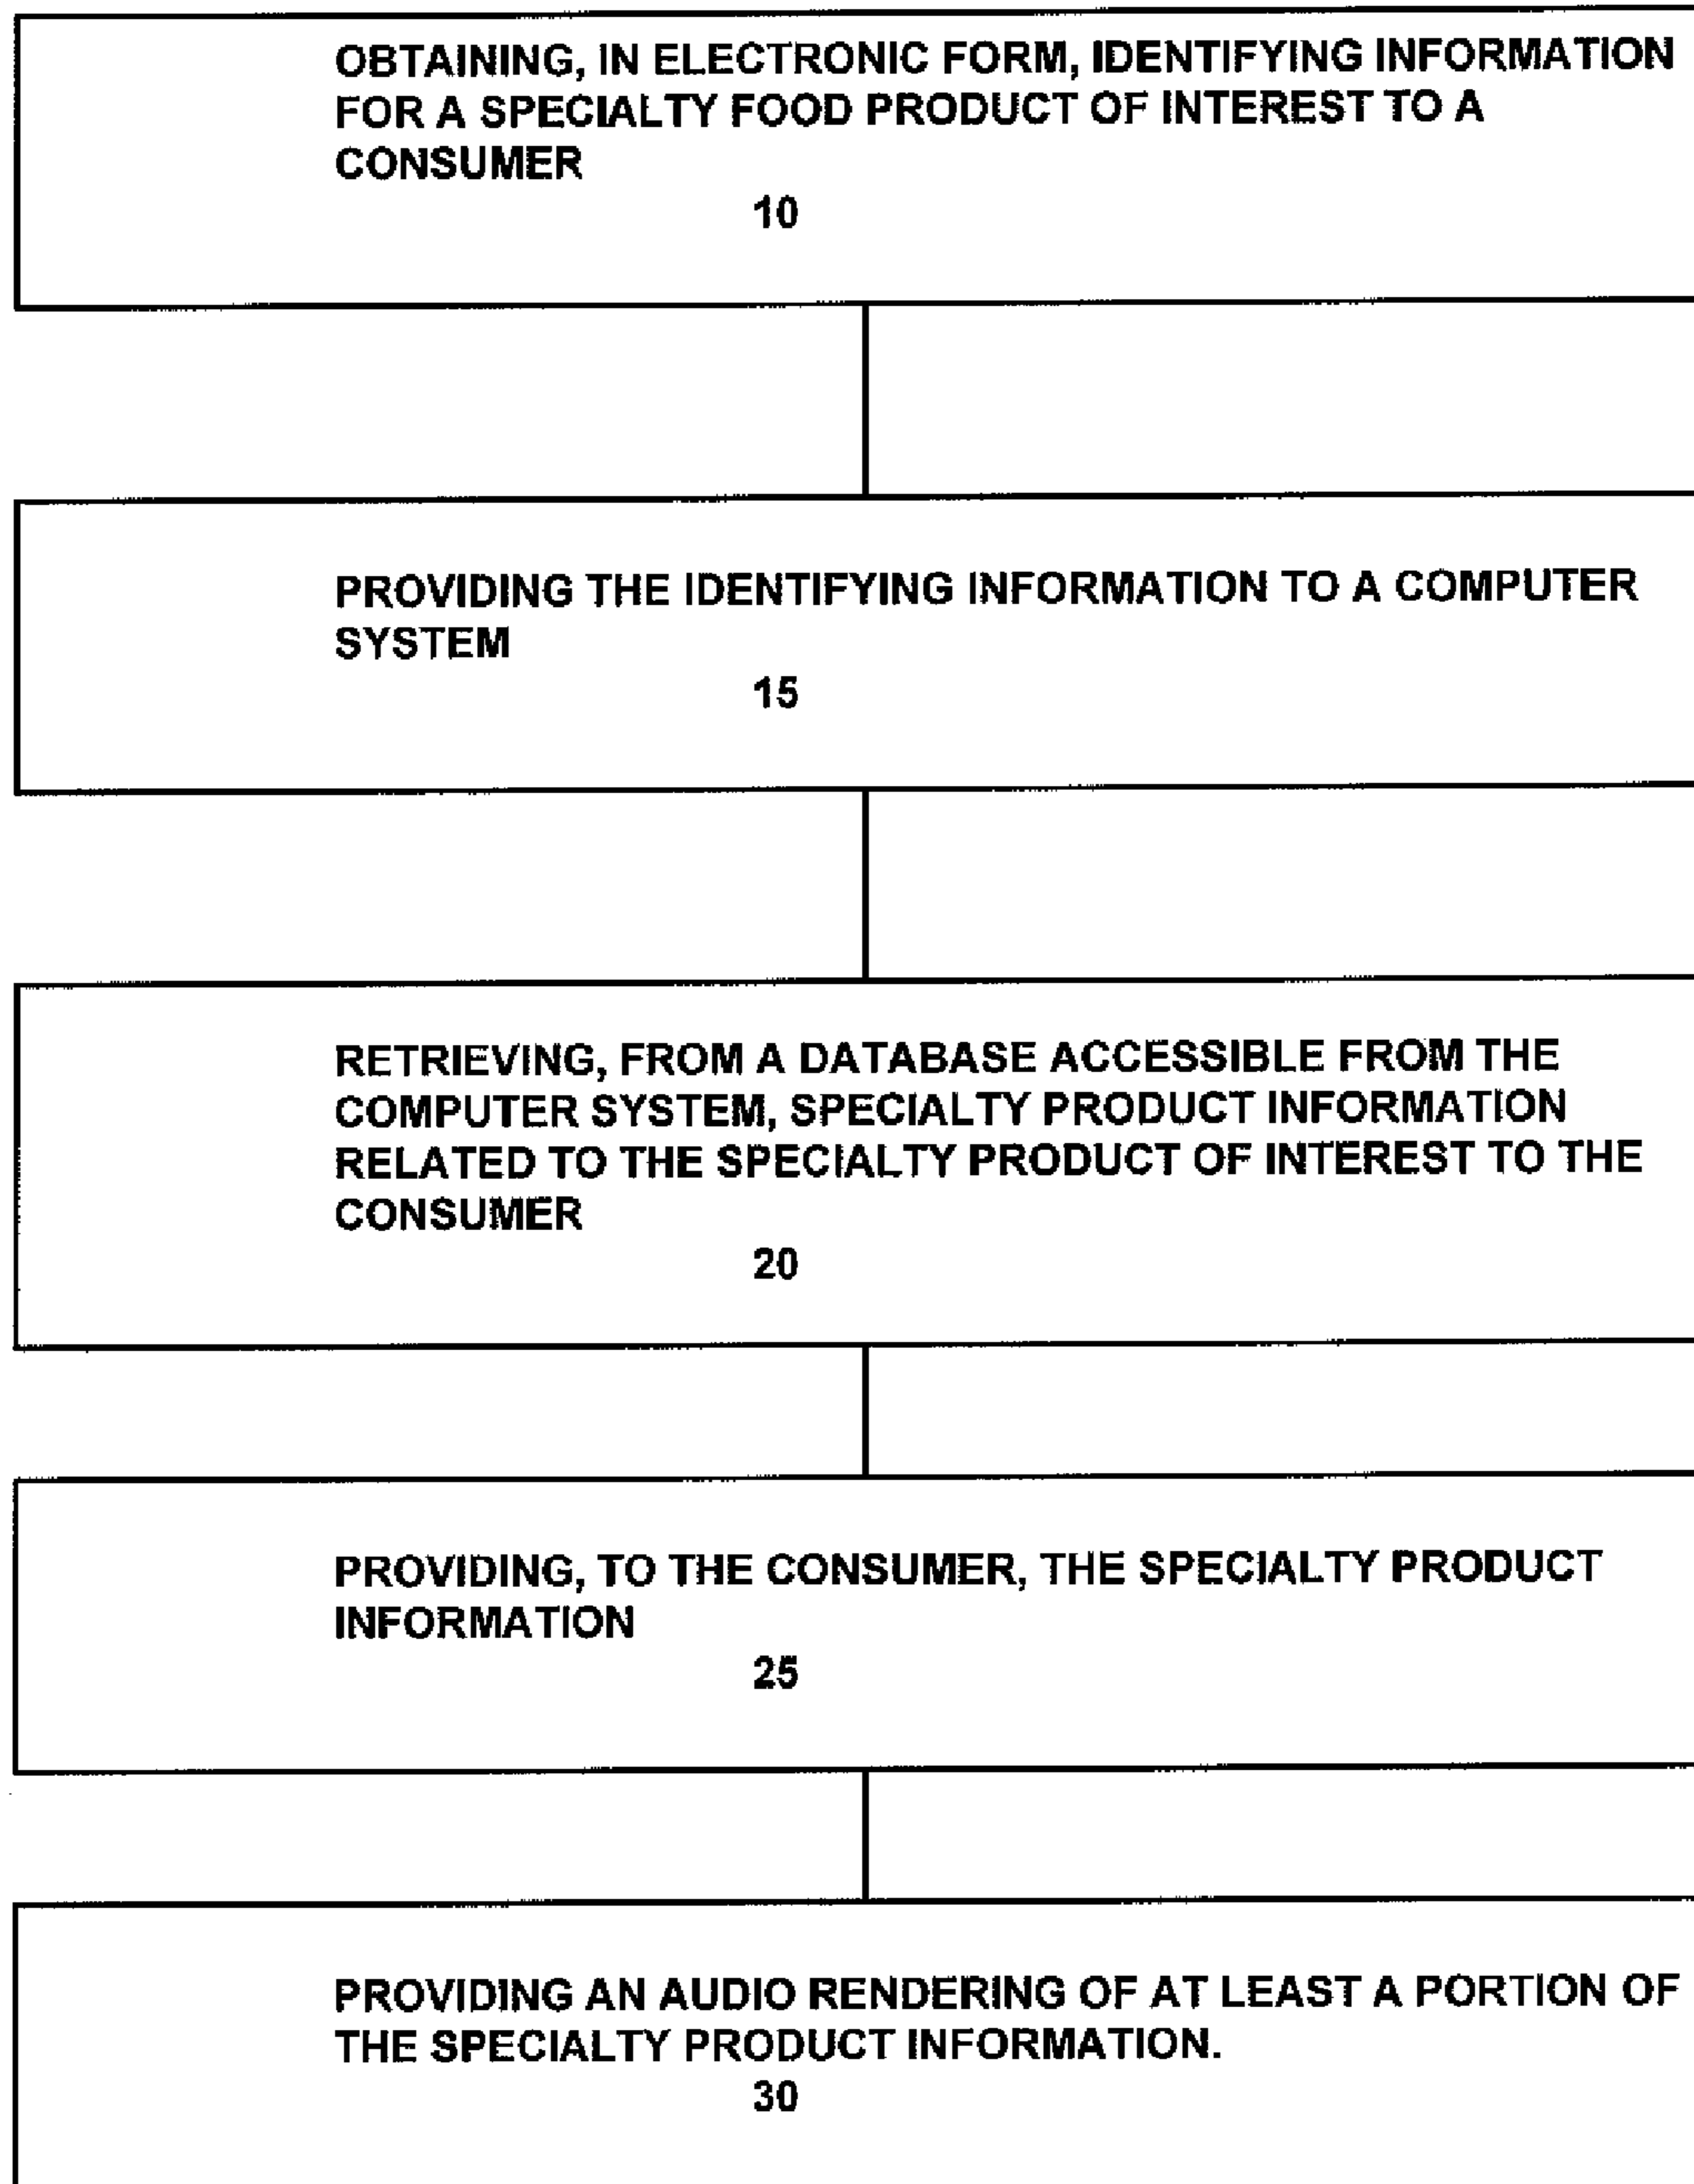 OBTAINING, IN ELECTRONIC FORM, IDENTIFYING INFORMATION
FOR A SPECIALTY FOOD PRODUCT OF INTEREST TO A
CONSUMER
10
PROVIDING THE IDENTIFYING INFORMATION TO A COMPUTER
SYSTEM
15
RETRIEVING, FROM A DATABASE ACCESSIBLE FROM THE
COMPUTER SYSTEM, SPECIALTY PRODUCT INFORMATION
RELATED TO THE SPECIALTY PRODUCT OF INTEREST TO THE
CONSUMER
20
PROVIDING, TO THE CONSUMER, THE SPECIALTY PRODUCT
INFORMATION
25
PROVIDING AN AUDIO RENDERING OF AT LEAST A PORTION OF
THE SPECIALTY PRODUCT INFORMATION.
30